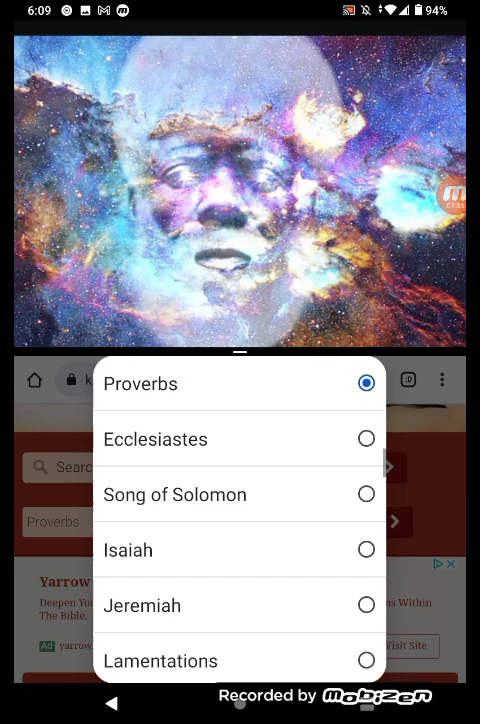 6:09
94%
07:33
k
:D
Proverbs
Ecclesiastes
Song of Solomon
Isaiah
Jeremiah
Lamentations
Searc
Proverbs
Yarrow
Deepen You
ns Within
The Bible.
Ad yarrow.
Visit Site
Recorded by Mobizen